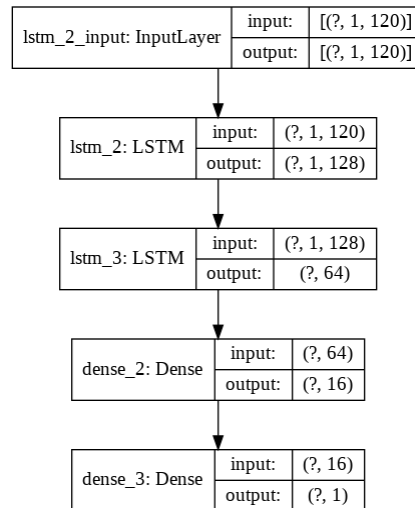 lstm_2_input: InputLayer
input: [(?, 1, 120)]
output: [(?, 1, 120)]
lstm_2: LSTM
input: (?, 1, 120)
output: (?, 1, 128)
lstm_3: LSTM
input: (?, 1, 128)
output: (?, 64)
dense_2: Dense
input: (?, 64)
output: (?, 16)
dense_3: Dense
input: (?, 16)
output: (?, 1)